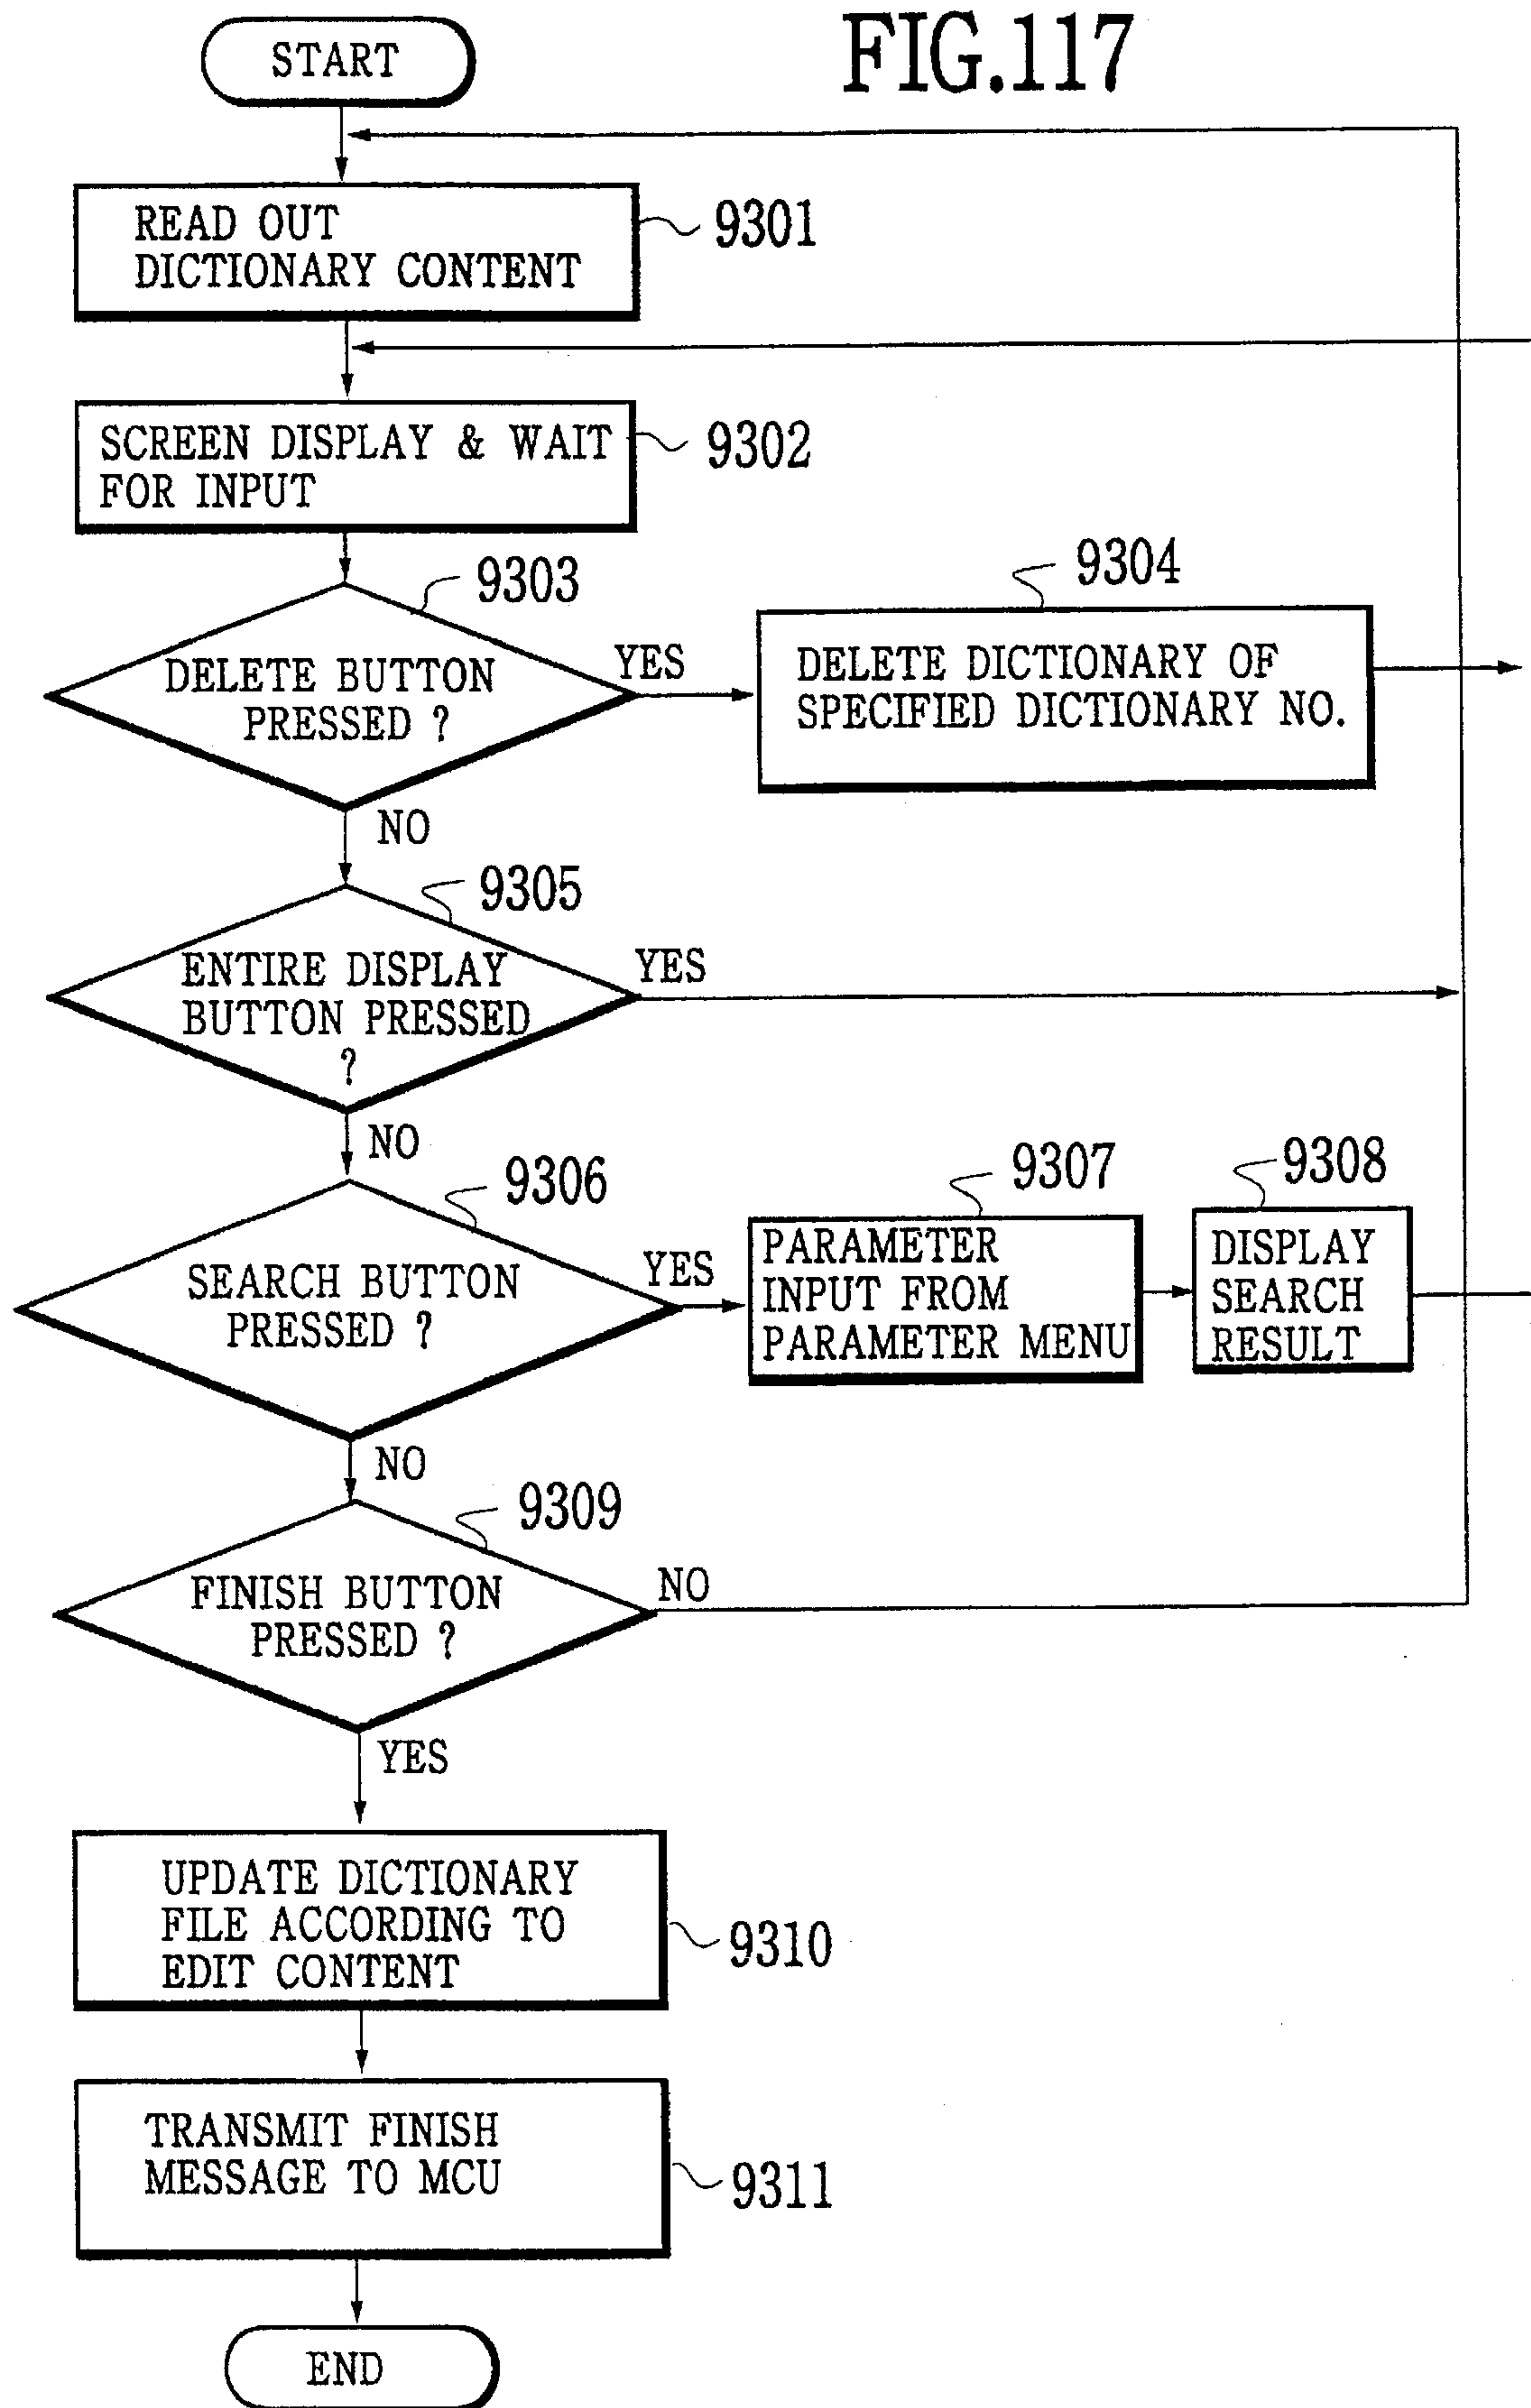 FIG.117
START
READ OUT
DICTIONARY CONTENT
9301
SCREEN DISPLAY & WAIT
FOR INPUT
9302
9303
DELETE BUTTON
PRESSED ?
YES
NO
9304
DELETE DICTIONARY OF
SPECIFIED DICTIONARY NO.
9305
ENTIRE DISPLAY
BUTTON PRESSED
?
YES
NO
9306
SEARCH BUTTON
PRESSED ?
YES
NO
9307
PARAMETER
INPUT FROM
PARAMETER MENU
9308
DISPLAY
SEARCH
RESULT
9309
FINISH BUTTON
PRESSED ?
NO
YES
UPDATE DICTIONARY
FILE ACCORDING TO
EDIT CONTENT
9310
TRANSMIT FINISH
MESSAGE TO MCU
9311
END